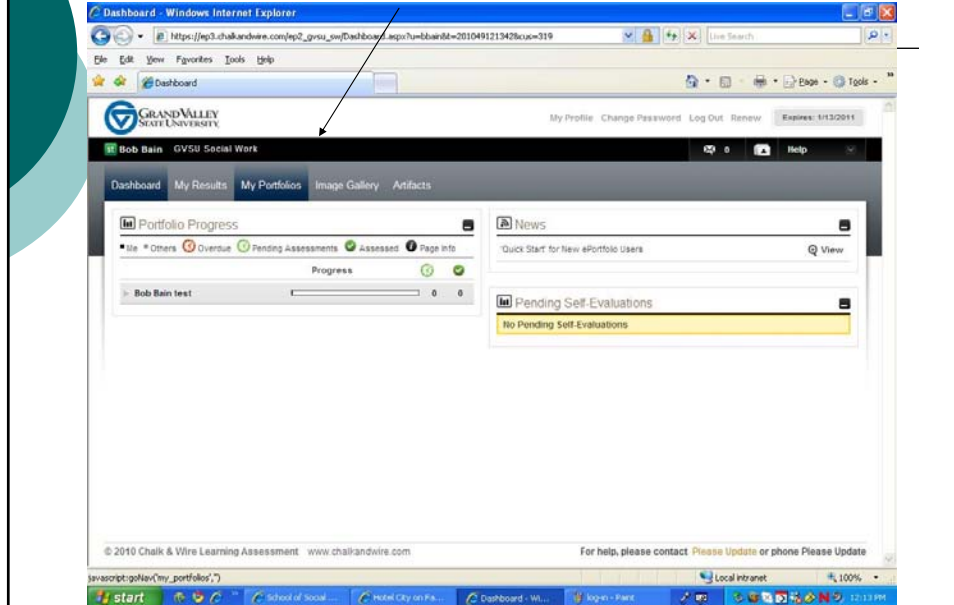 Dashboard - Windows Internet Explorer
https://ep3.chalkandwire.com/ep2_gvsu_sw/Dashboard.aspx?u=bbain&t=201049121342&cus=319
Live Search
File Edit View Favorites Tools Help
Dashboard
Page Tools
GRAND VALLEY
STATE UNIVERSITY
My Profile Change Password Log Out Renew Expires: 1/13/2011
Bob Bain GVSU Social Work 0 Help
Dashboard My Results My Portfolios Image Gallery Artifacts
Portfolio Progress
Me Others Overdue Pending Assessments Assessed Page Info
Progress
Bob Bain test 0 0
News
'Quick Start' for New ePortfolio Users View
Pending Self-Evaluations
No Pending Self-Evaluations
© 2010 Chalk & Wire Learning Assessment www.chalkandwire.com For help, please contact Please Update or phone Please Update
javascript:goNav('my_portfolios','') Local intranet 100%
start School of Social ... Hotel City on Pa... Dashboard - Wi... log-in - Paint 12:13 PM